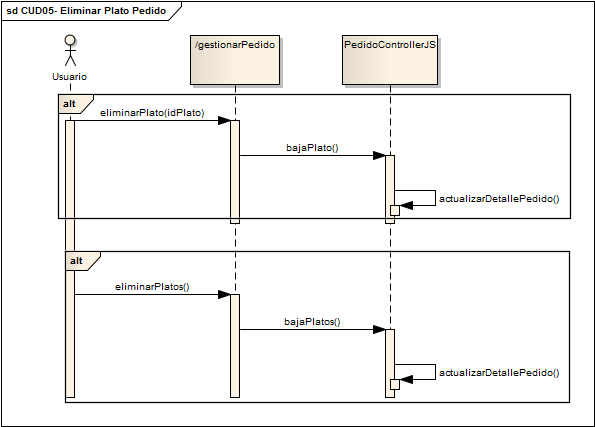 sd CUD05- Eliminar Plato Pedido
/gestionarPedido
PedidoControllerJS
Usuario
alt
eliminarPlato(idPlato)
bajaPlato()
actualizarDetallePedido()
alt
eliminarPlatos()
bajaPlatos()
actualizarDetallePedido()